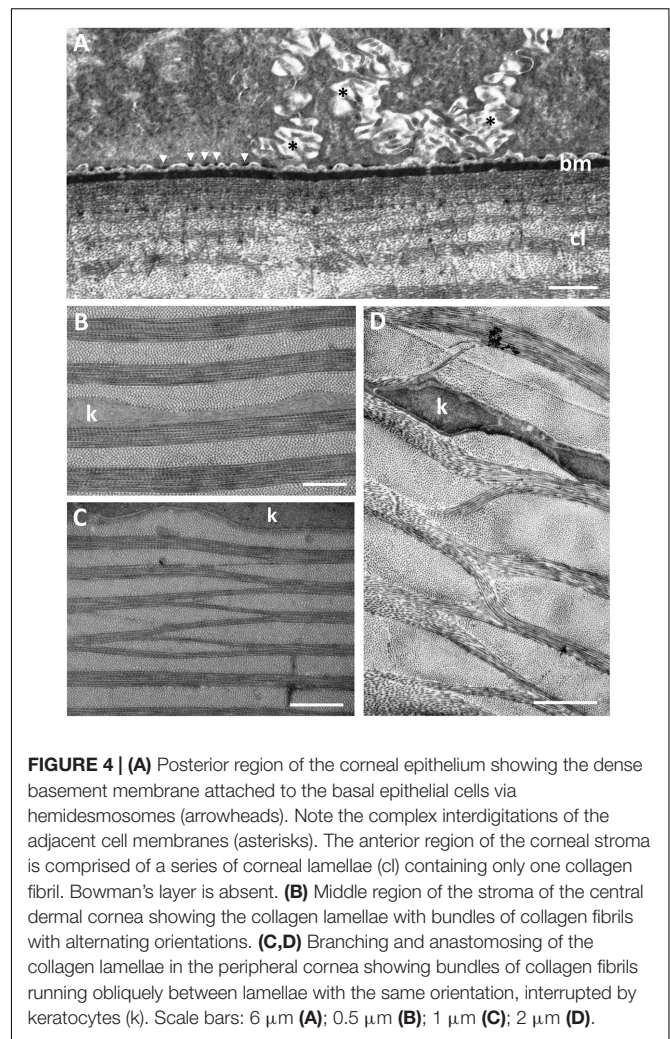 A
*
*
*
bm
cl
B
k
D
k
C
k
FIGURE 4 | (A) Posterior region of the corneal epithelium showing the dense
basement membrane attached to the basal epithelial cells via
hemidesmosomes (arrowheads). Note the complex interdigitations of the
adjacent cell membranes (asterisks). The anterior region of the corneal stroma
is comprised of a series of corneal lamellae (cl) containing only one collagen
fibril. Bowman's layer is absent. (B) Middle region of the stroma of the central
dermal cornea showing the collagen lamellae with bundles of collagen fibrils
with alternating orientations. (C,D) Branching and anastomosing of the
collagen lamellae in the peripheral cornea showing bundles of collagen fibrils
running obliquely between lamellae with the same orientation, interrupted by
keratocytes (k). Scale bars: 6 μm (A); 0.5 μm (B); 1 μm (C); 2 μm (D).